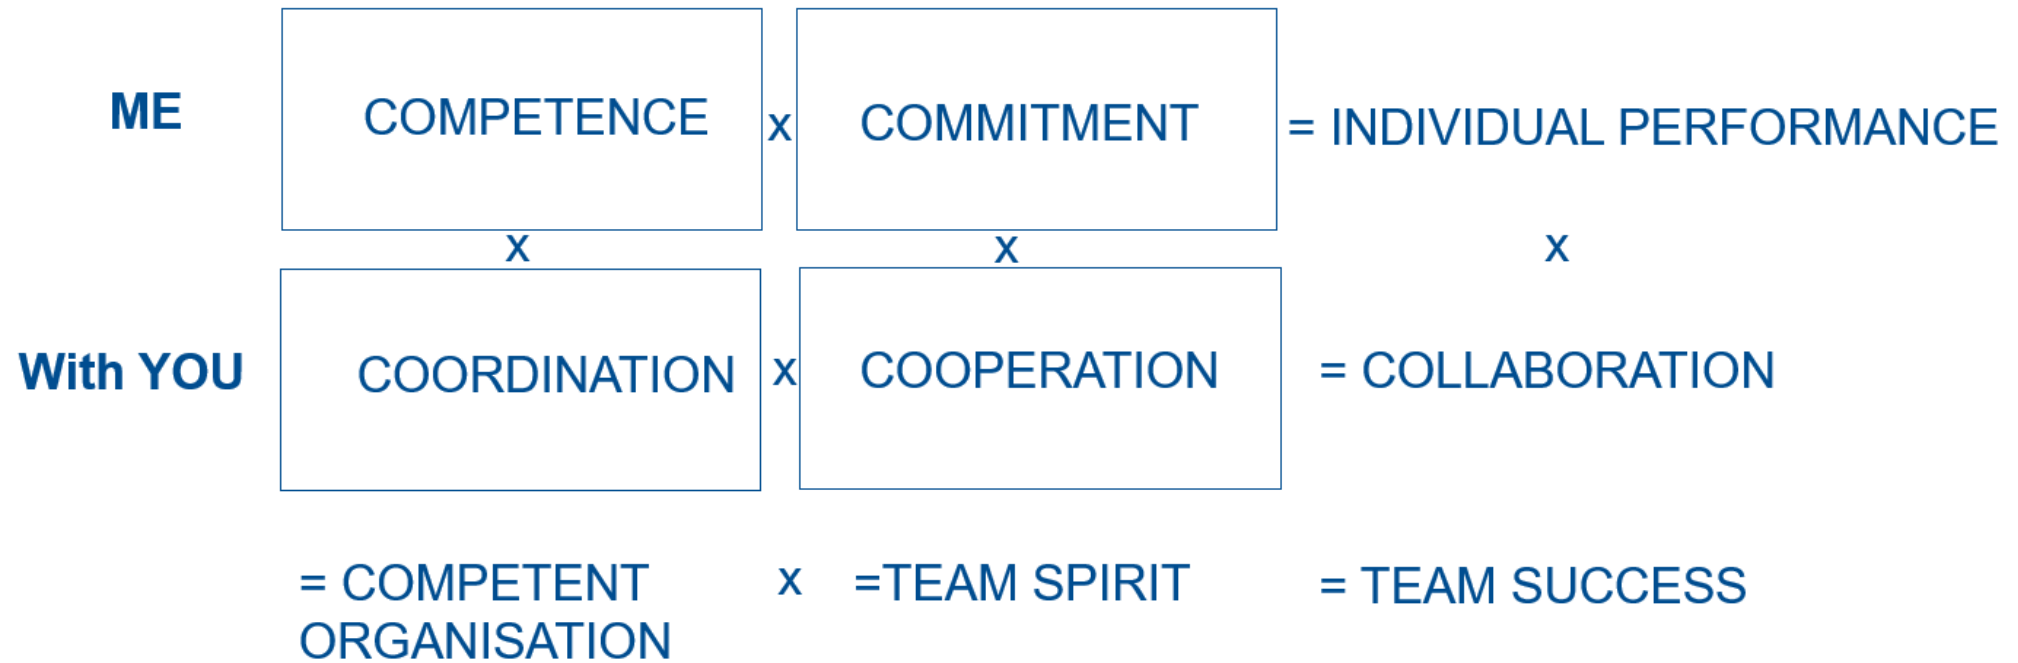 ME COMPETENCE x COMMITMENT = INDIVIDUAL PERFORMANCE
x x x
With YOU COORDINATION x COOPERATION = COLLABORATION
= COMPETENT x =TEAM SPIRIT = TEAM SUCCESS
ORGANISATION